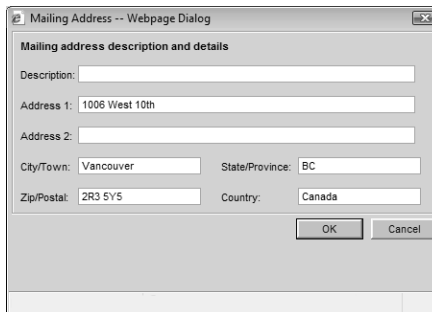 Mailing Address -- Webpage Dialog
Mailing address description and details
Description:
Address 1: 1006 West 10th
Address 2:
City/Town: Vancouver State/Province: BC
Zip/Postal: 2R3 5Y5 Country: Canada
OK Cancel